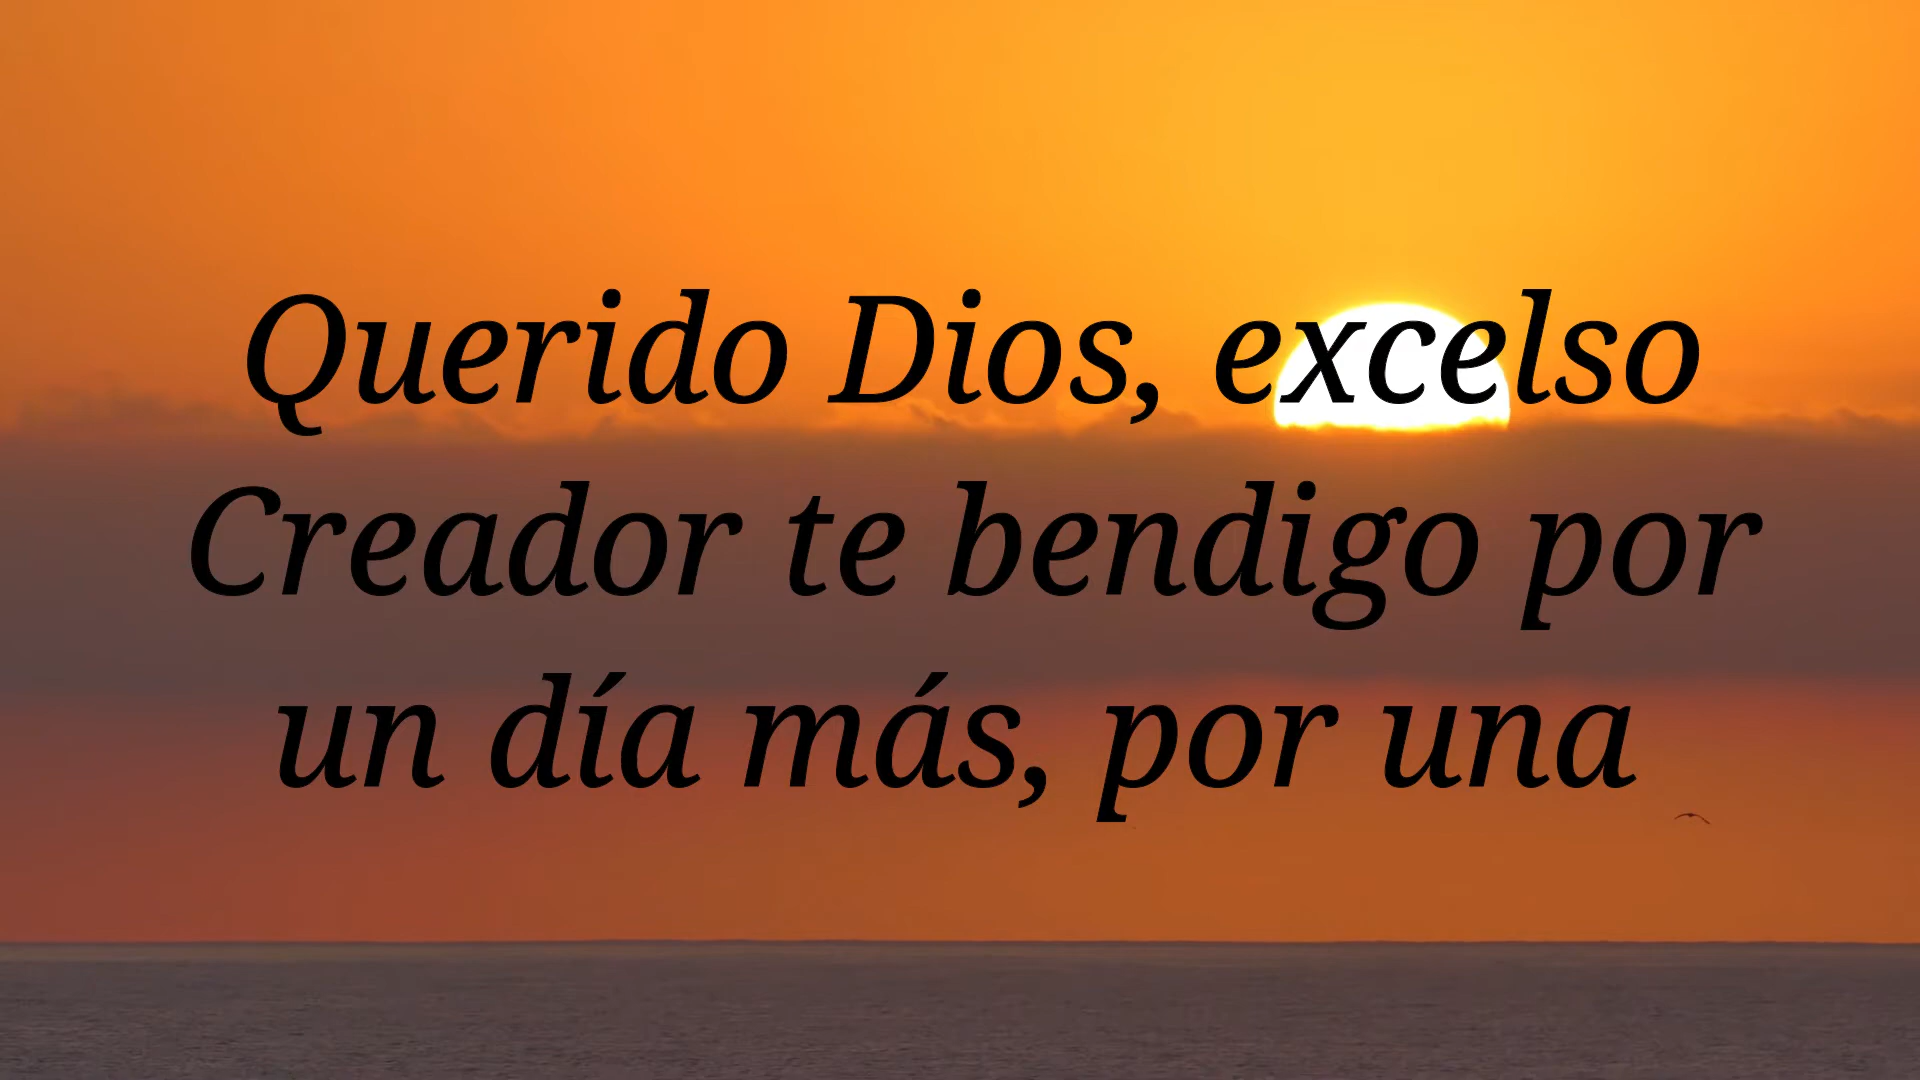 Querido Dios, excelso
Creador te bendigo por
un día más, por una